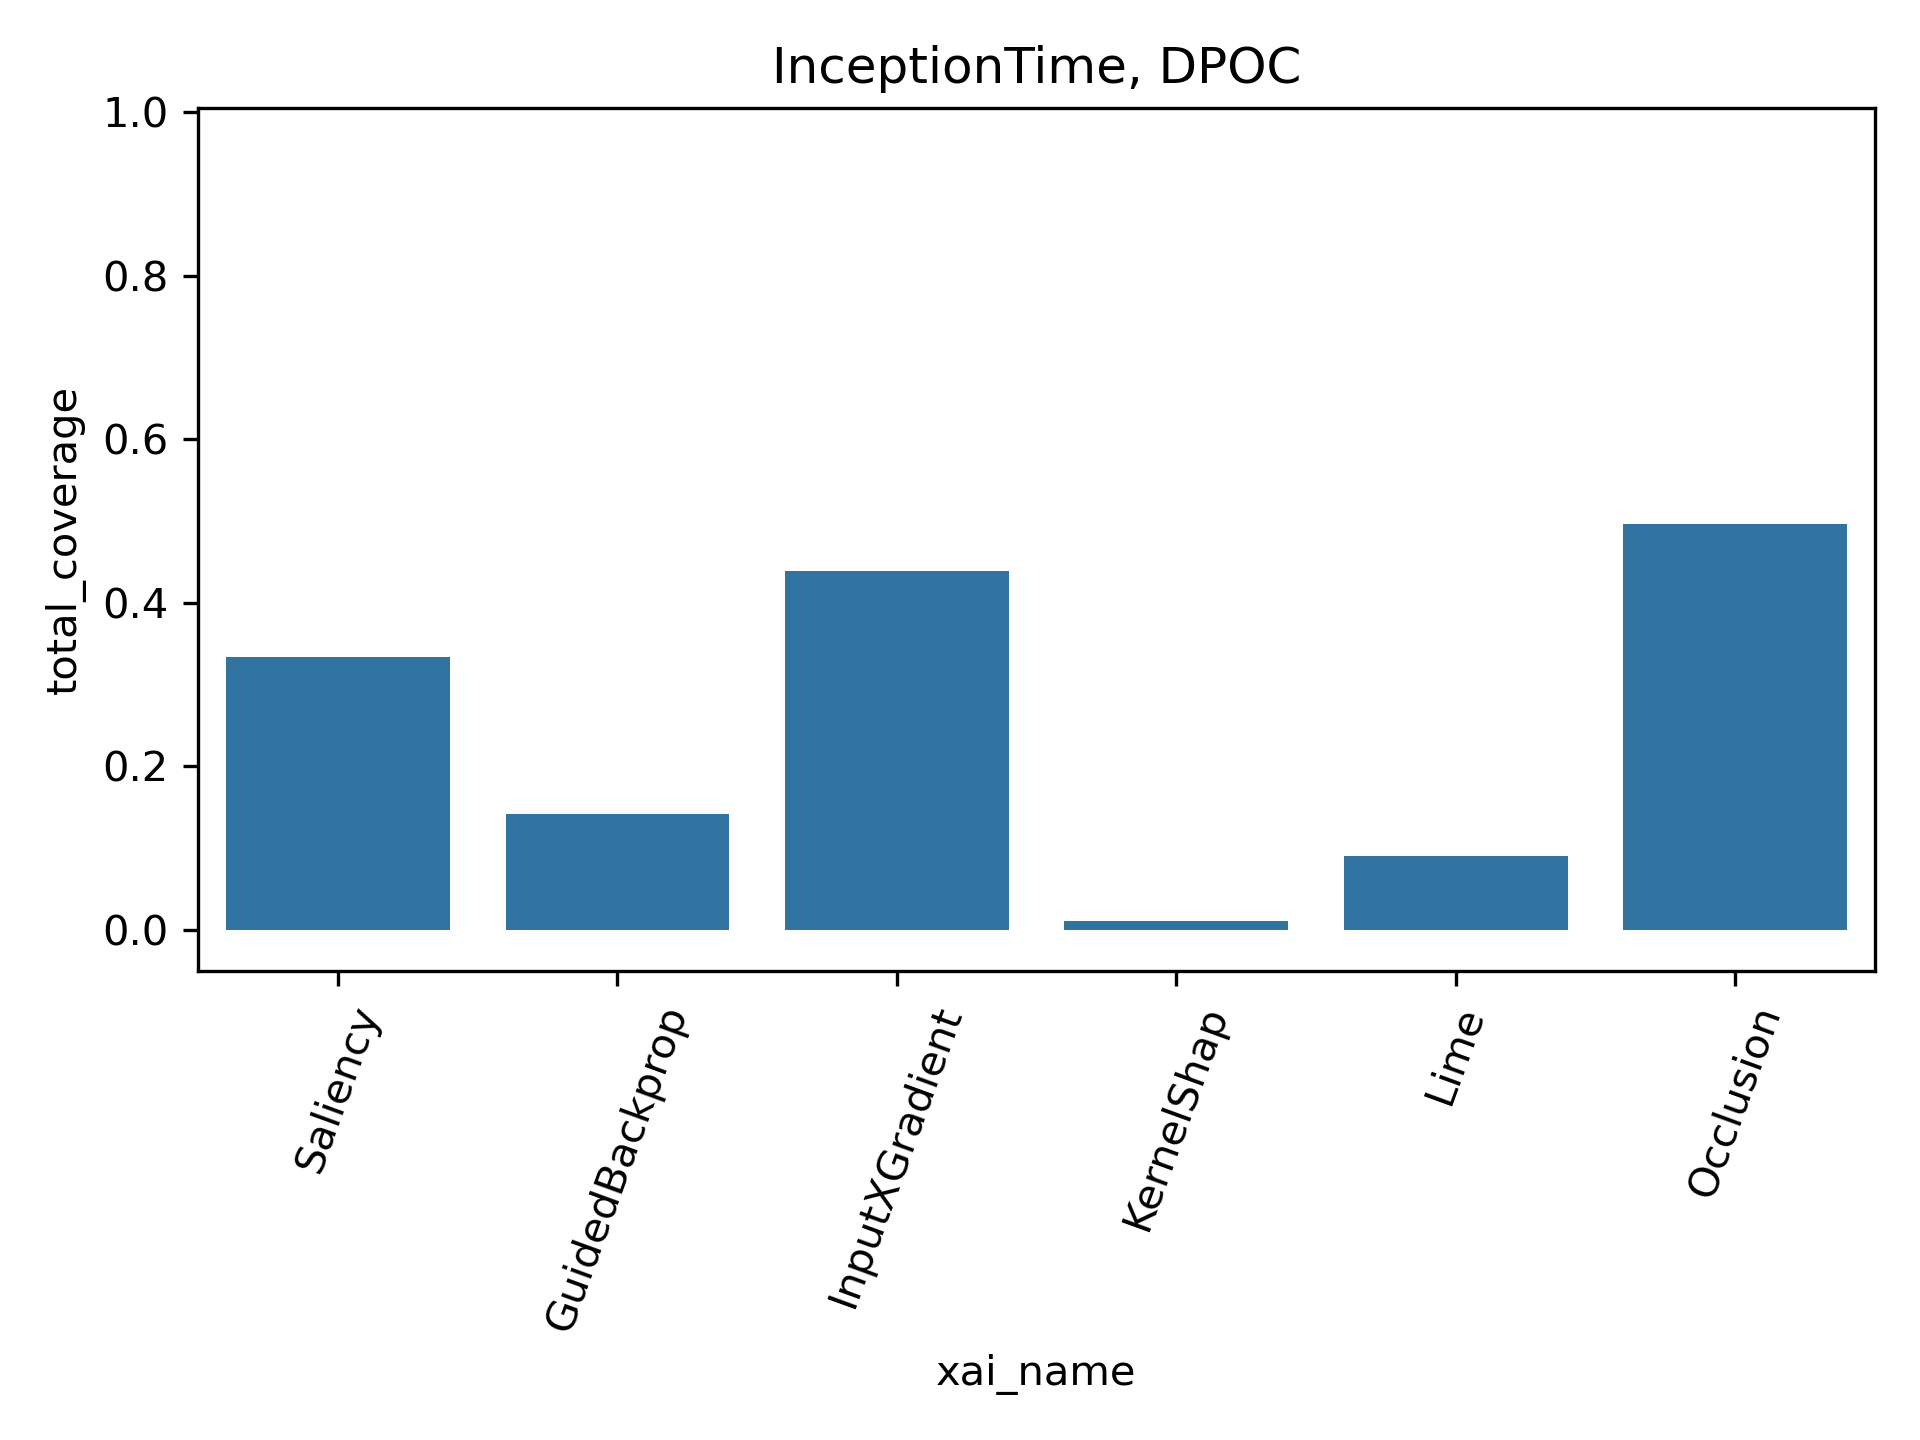 InceptionTime, DPOC
1.0
0.8
0.6
0.4
0.2
0.0
total_coverage
Saliency
GuidedBackprop
InputXGradient
KernelShap
Lime
Occlusion
xai_name